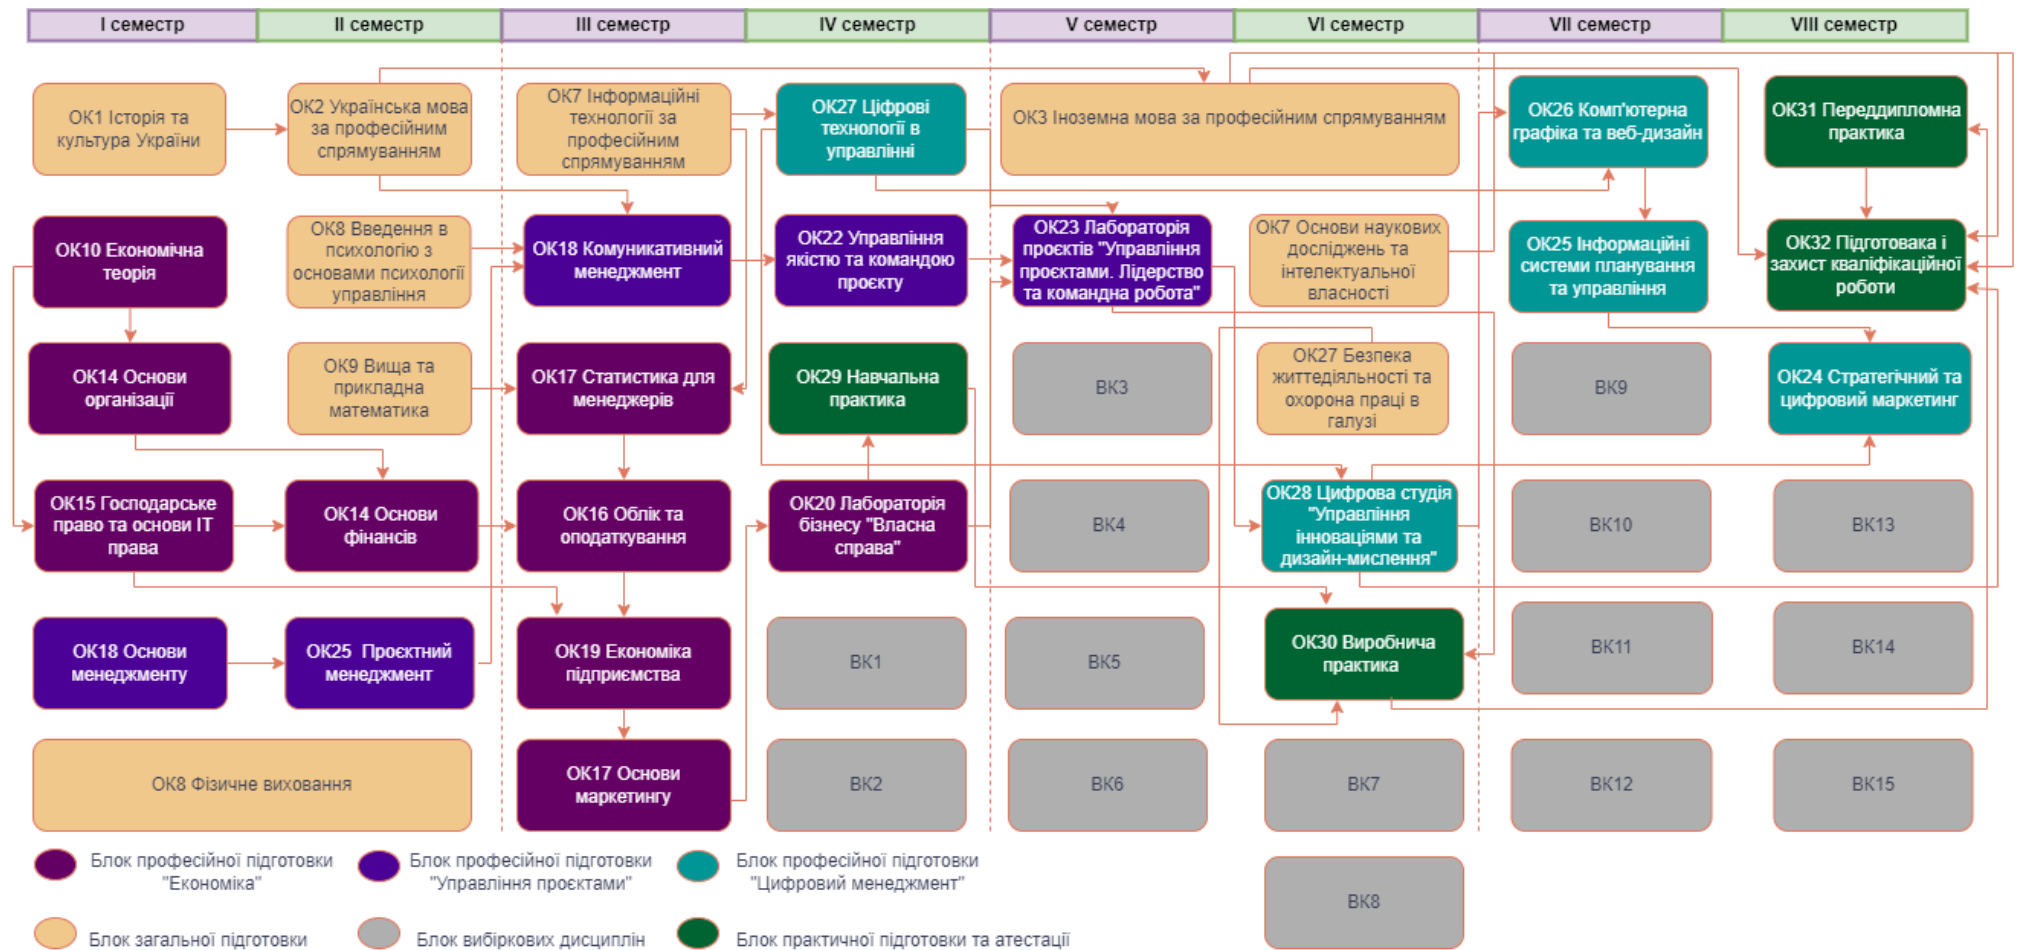 I семестр
II семестр
III семестр
IV семестр
V семестр
VI семестр
VII семестр
VIII семестр
ОК1 Історія та
культура України
ОК2 Українська мова
за професійним
спрямуванням
ОК7 Інформаційні
технології за
професійним
спрямуванням
ОК27 Цифрові
технології в
управлінні
ОК3 Іноземна мова за професійним спрямуванням
ОК26 Комп'ютерна
графіка та веб-дизайн
ОК31 Переддипломна
практика
ОК10 Економічна
теорія
ОК8 Введення в
психологію з
основами психології
управління
ОК18 Комуникативний
менеджмент
ОК22 Управління
якістю та командою
проєкту
ОК23 Лабораторія
проєктів "Управління
проєктами. Лідерство
та командна робота"
ОК7 Основи наукових
досліджень та
інтелектуальної
власності
ОК25 Інформаційні
системи планування
та управління
ОК32 Підготовака і
захист кваліфікаційної
роботи
ОК14 Основи
організації
ОК9 Вища та
прикладна
математика
ОК17 Статистика для
менеджерів
ОК29 Навчальна
практика
ВК3
ОК27 Безпека
життедіяльності та
охорона праці в
галузі
ВК9
ОК24 Стратегічний та
цифровий маркетинг
ОК15 Господарське
право та основи ІТ
права
ОК14 Основи
фінансів
ОК16 Облік та
оподаткування
ОК20 Лабораторія
бізнесу "Власна
справа"
ВК4
ОК28 Цифрова студія
"Управління
інноваціями та
дизайн-мислення"
ВК10
ВК13
ОК18 Основи
менеджменту
ОК25 Проєктний
менеджмент
ОК19 Економіка
підприємства
ВК1
ВК5
ОК30 Виробнича
практика
ВК11
ВК14
ОК8 Фізичне виховання
ОК17 Основи
маркетингу
ВК2
ВК6
ВК7
ВК12
ВК15
ВК8
Блок професійної підготовки
"Економіка"
Блок професійної підготовки
"Управління проєктами"
Блок професійної підготовки
"Цифровий менеджмент"
Блок загальної підготовки
Блок вибіркових дисциплін
Блок практичної підготовки та атестації